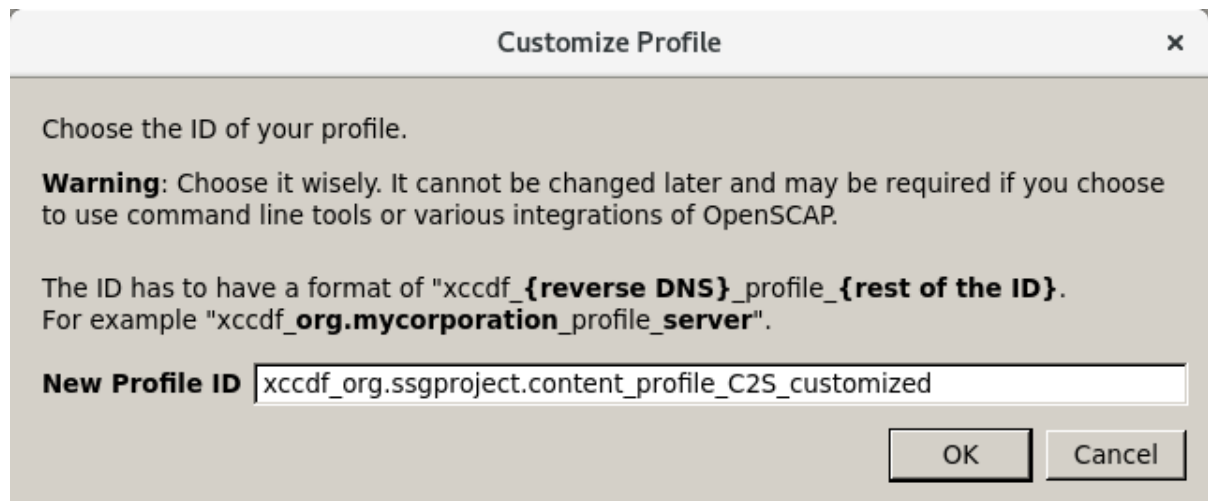 Customize Profile ×
Choose the ID of your profile.
Warning: Choose it wisely. It cannot be changed later and may be required if you choose
to use command line tools or various integrations of OpenSCAP.
The ID has to have a format of "xccdf_{reverse DNS}_profile_{rest of the ID}.
For example "xccdf_org.mycorporation_profile_server".
New Profile ID xccdf_org.ssgproject.content_profile_C2S_customized
OK Cancel